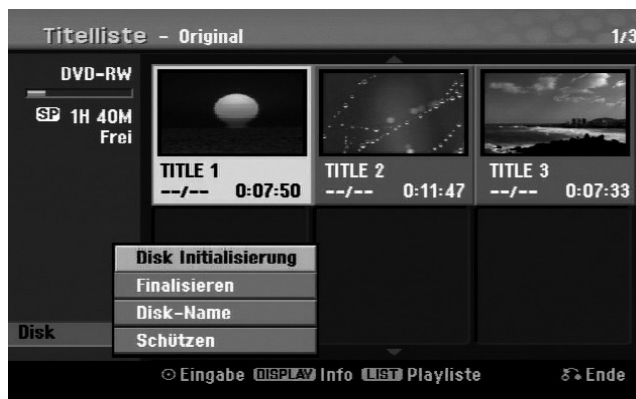 Titelliste – Original 1/3
DVD-RW
SP 1H 40M
Frei
TITLE 1
--/-- 0:07:50
TITLE 2
--/-- 0:11:47
TITLE 3
--/-- 0:07:33
Disk
Disk Initialisierung
Finalisieren
Disk-Name
Schützen
Eingabe DISPLAY Info LIST Playliste Ende